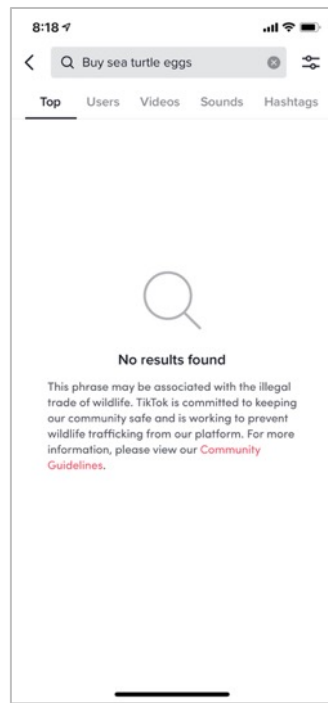 8:18
Buy sea turtle eggs
Top Users Videos Sounds Hashtags
No results found
This phrase may be associated with the illegal
trade of wildlife. TikTok is committed to keeping
our community safe and is working to prevent
wildlife trafficking from our platform. For more
information, please view our Community
Guidelines.